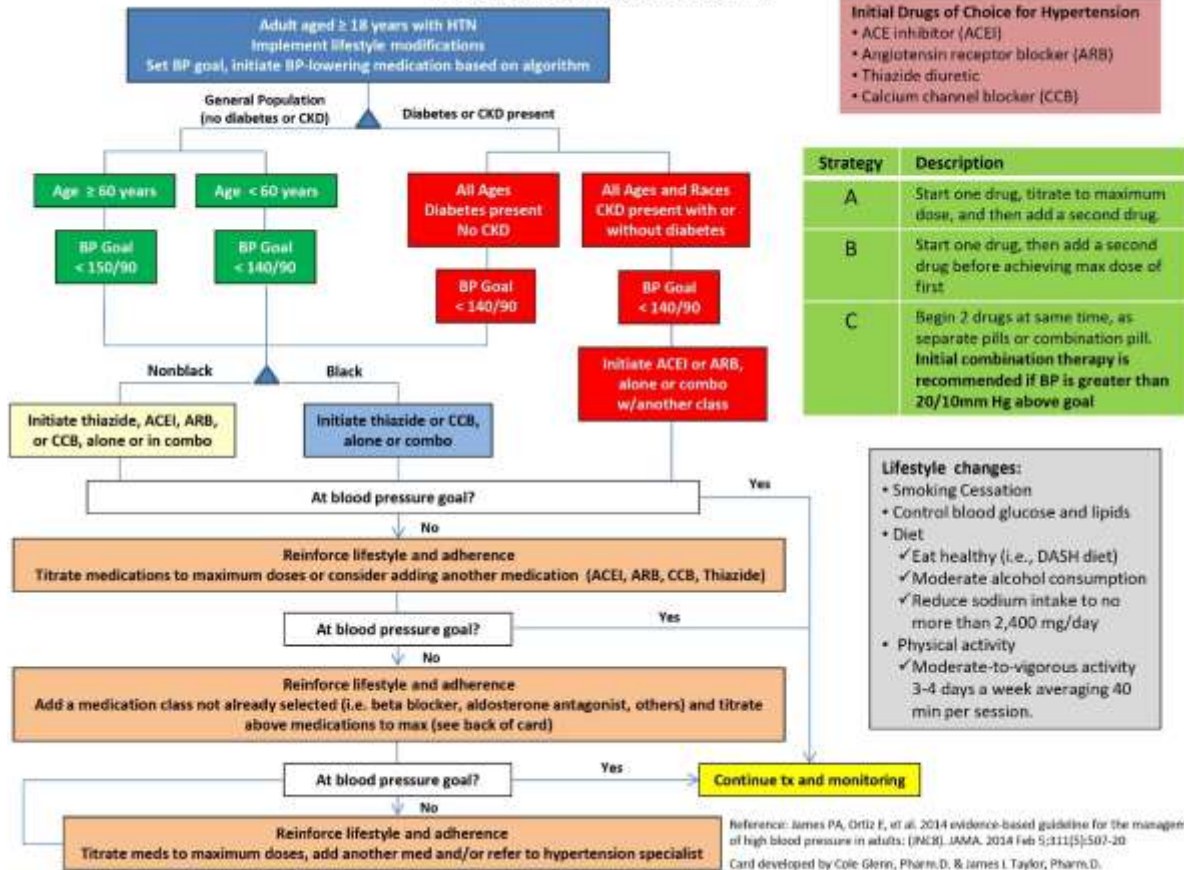 Adult aged ≥ 18 years with HTN
Implement lifestyle modifications
Set BP goal, initiate BP-lowering medication based on algorithm
Initial Drugs of Choice for Hypertension
• ACE inhibitor (ACEI)
• Angiotensin receptor blocker (ARB)
• Thiazide diuretic
• Calcium channel blocker (CCB)
General Population
(no diabetes or CKD)
Diabetes or CKD present
Age ≥ 60 years
Age < 60 years
All Ages
Diabetes present
No CKD
All Ages and Races
CKD present with or
without diabetes
BP Goal
< 150/90
BP Goal
< 140/90
BP Goal
< 140/90
BP Goal
< 140/90
Strategy Description
A Start one drug, titrate to maximum
dose, and then add a second drug.
B Start one drug, then add a second
drug before achieving max dose of
first
C Begin 2 drugs at same time, as
separate pills or combination pill.
Initial combination therapy is
recommended if BP is greater than
20/10mm Hg above goal
Nonblack
Black
Initiate thiazide, ACEI, ARB,
or CCB, alone or in combo
Initiate thiazide or CCB,
alone or combo
Initiate ACEI or ARB,
alone or combo
w/another class
At blood pressure goal?
Yes
No
Reinforce lifestyle and adherence
Titrate medications to maximum doses or consider adding another medication (ACEI, ARB, CCB, Thiazide)
At blood pressure goal?
Yes
No
Reinforce lifestyle and adherence
Add a medication class not already selected (i.e. beta blocker, aldosterone antagonist, others) and titrate
above medications to max (see back of card)
At blood pressure goal?
Yes
Continue tx and monitoring
No
Reinforce lifestyle and adherence
Titrate meds to maximum doses, add another med and/or refer to hypertension specialist
Lifestyle changes:
• Smoking Cessation
• Control blood glucose and lipids
• Diet
✓Eat healthy (i.e., DASH diet)
✓Moderate alcohol consumption
✓Reduce sodium intake to no
more than 2,400 mg/day
• Physical activity
✓Moderate-to-vigorous activity
3-4 days a week averaging 40
min per session.
Reference: James PA, Ortiz E, et al. 2014 evidence-based guideline for the managem
of high blood pressure in adults: (JNC8). JAMA. 2014 Feb 5;311(5):507-20
Card developed by Cole Glenn, Pharm.D. & James L Taylor, Pharm.D.